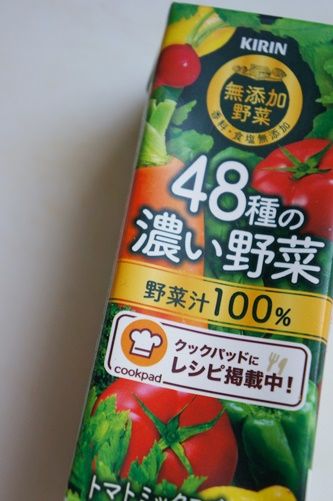 KIRIN
無添加
野菜
香料・食塩無添加
48種の
濃い野菜
野菜汁100%
クックパッドに
レシピ掲載中!
cookpad
トマトミックス